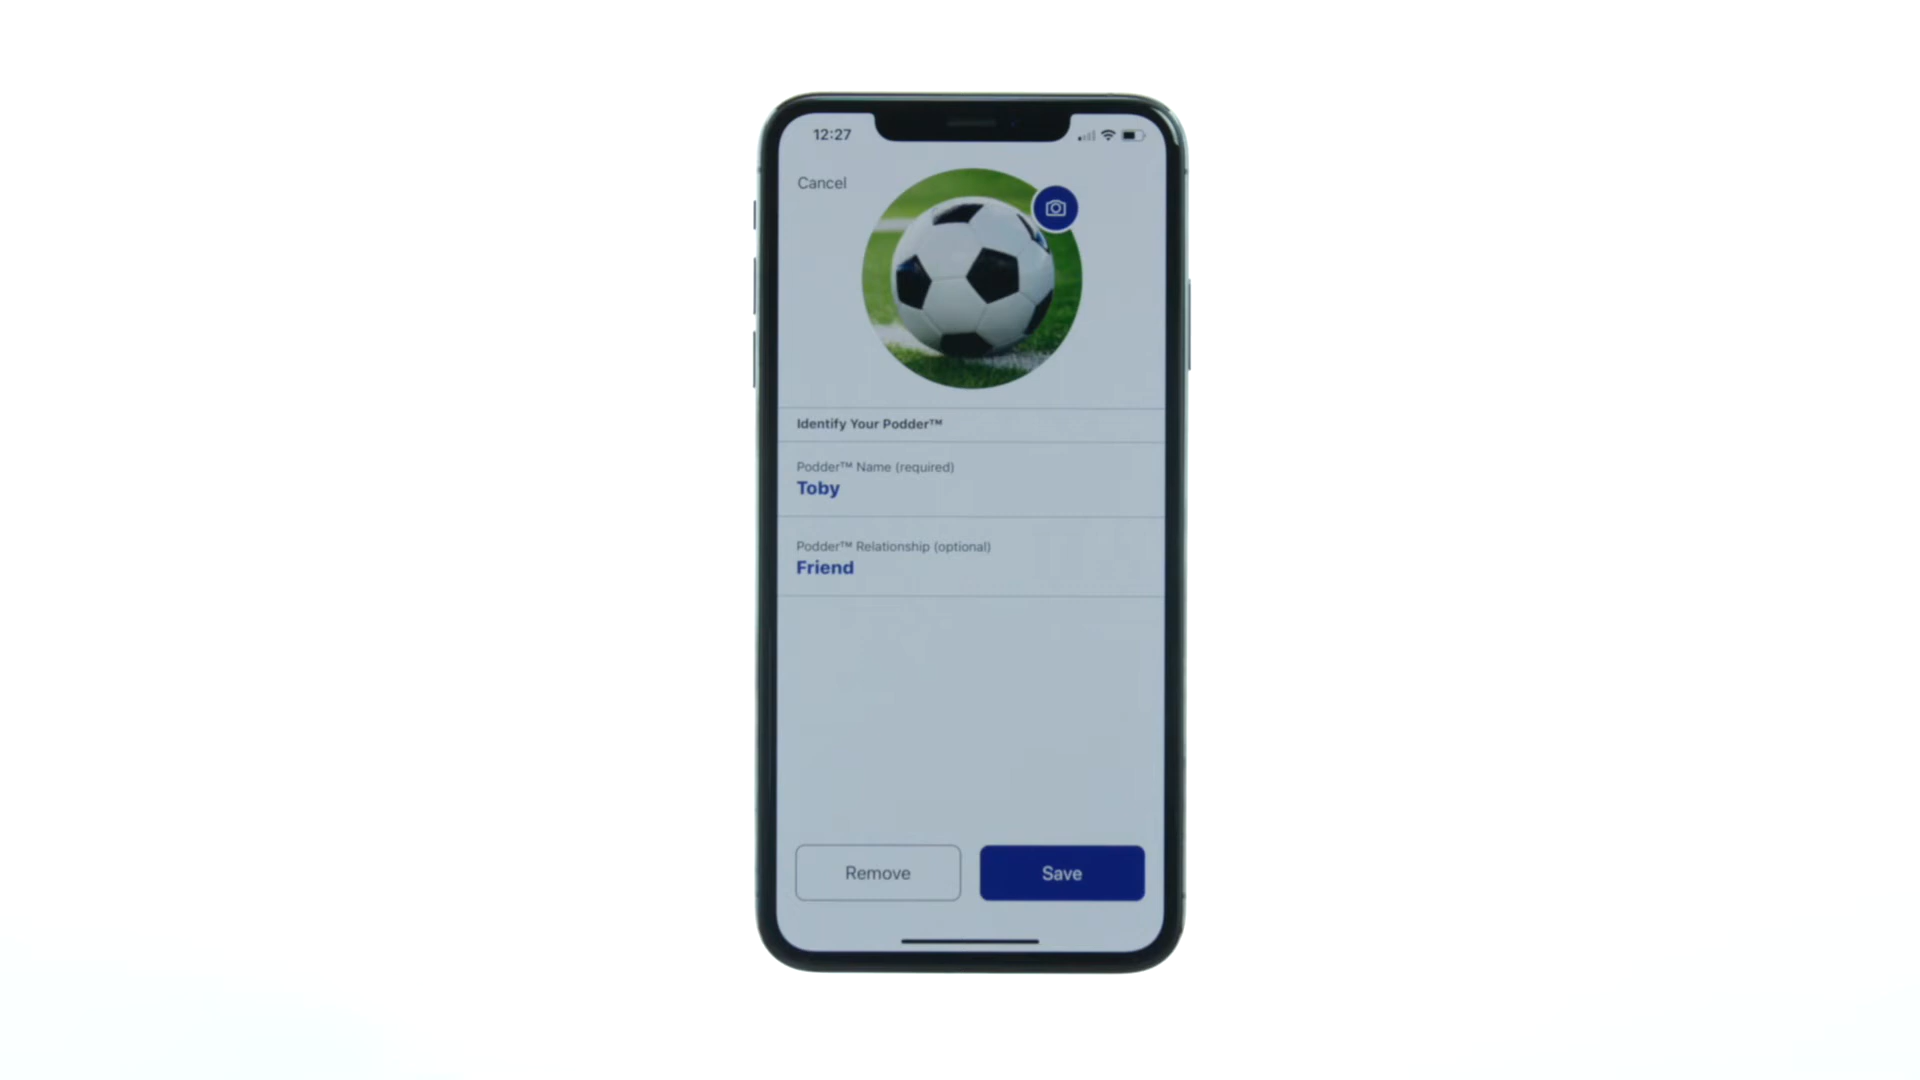 12:27
Cancel
Identify Your Podder™
Podder™ Name (required)
Toby
Podder™ Relationship (optional)
Friend
Remove
Save